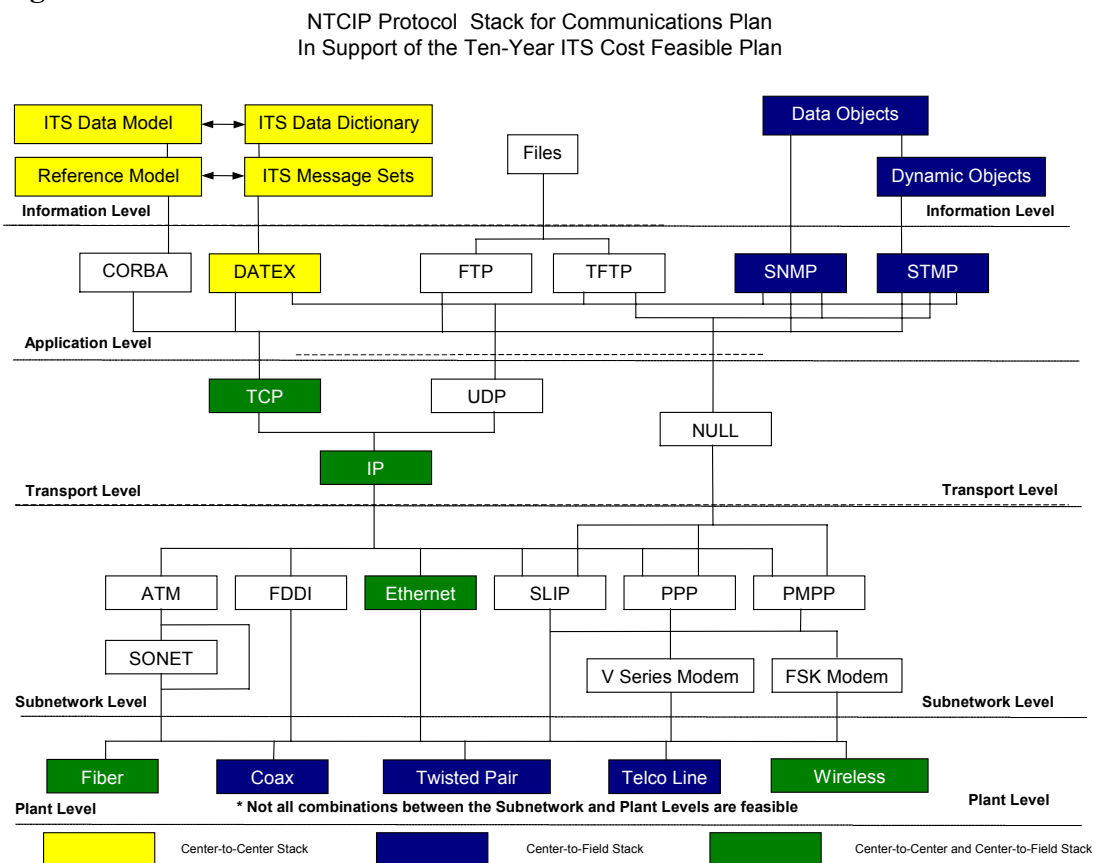 NTCIP Protocol Stack for Communications Plan
In Support of the Ten-Year ITS Cost Feasible Plan
ITS Data Model
ITS Data Dictionary
Data Objects
Files
Reference Model
ITS Message Sets
Dynamic Objects
Information Level
Information Level
CORBA
DATEX
FTP
TFTP
SNMP
STMP
Application Level
TCP
UDP
NULL
IP
Transport Level
Transport Level
ATM
FDDI
Ethernet
SLIP
PPP
PMPP
SONET
V Series Modem
FSK Modem
Subnetwork Level
Subnetwork Level
Fiber
Coax
Twisted Pair
Telco Line
Wireless
Plant Level
* Not all combinations between the Subnetwork and Plant Levels are feasible
Plant Level
Center-to-Center Stack
Center-to-Field Stack
Center-to-Center and Center-to-Field Stack